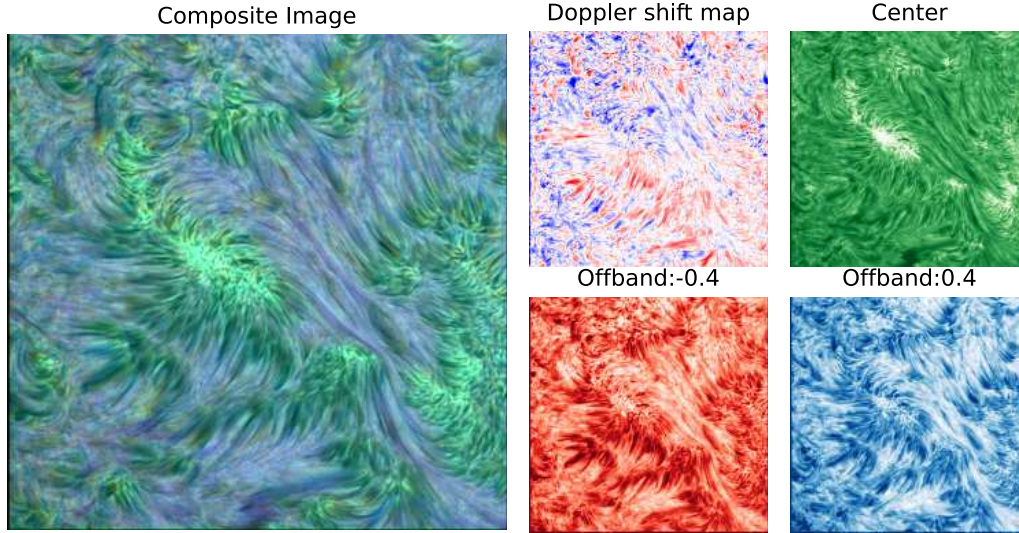 Composite Image
Doppler shift map
Center
Offband:-0.4
Offband:0.4